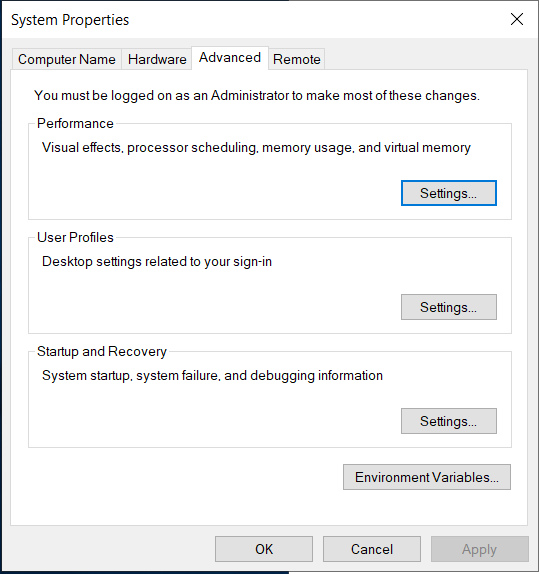 System Properties
Computer Name Hardware Advanced Remote
You must be logged on as an Administrator to make most of these changes.
Performance
Visual effects, processor scheduling, memory usage, and virtual memory
Settings...
User Profiles
Desktop settings related to your sign-in
Settings...
Startup and Recovery
System startup, system failure, and debugging information
Settings...
Environment Variables...
OK Cancel Apply